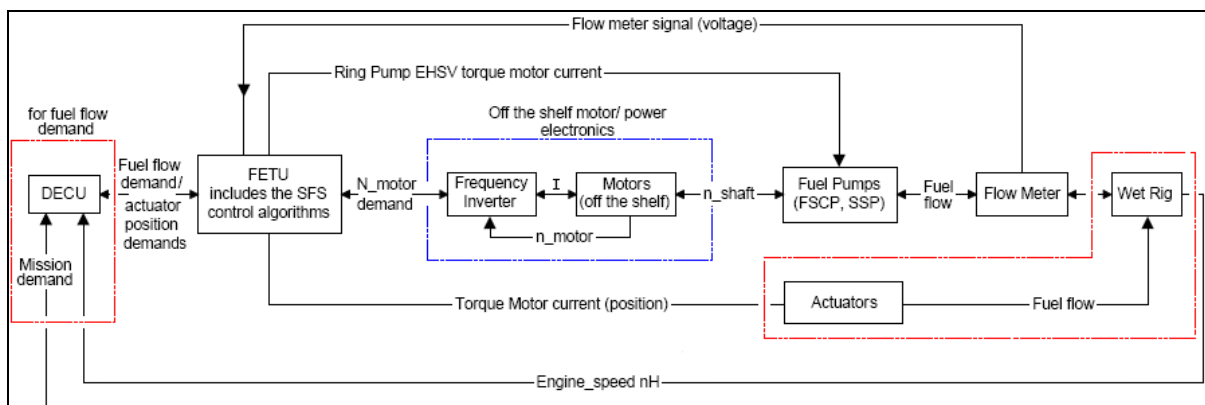 Flow meter signal (voltage)
Ring Pump EHSV torque motor current
for fuel flow
demand
Off the shelf motor/ power
electronics
DECU
Fuel flow
demand/
actuator
position
demands
FETU
includes the SFS
control algorithms
N_motor
demand
Frequency
Inverter
I
Motors
(off the shelf)
n_motor
n_shaft
Fuel Pumps
(FSCP, SSP)
Fuel
flow
Flow Meter
Wet Rig
Mission
demand
Torque Motor current (position)
Actuators
Fuel flow
Engine_speed nH